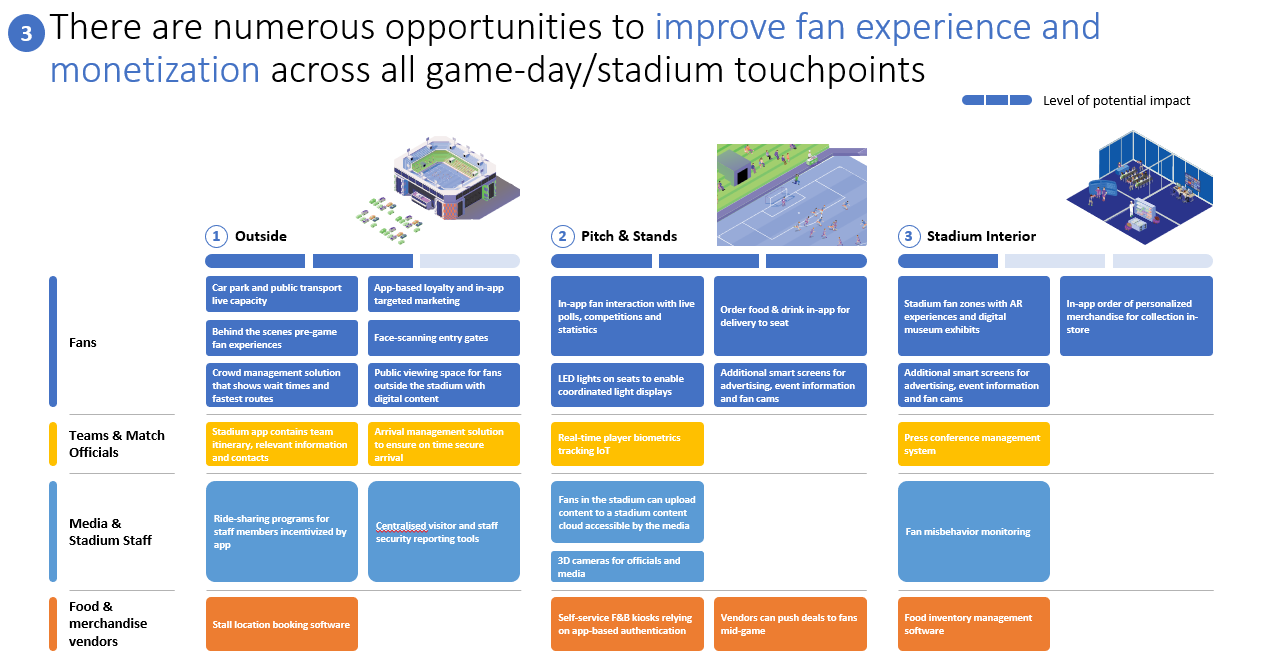 3
There are numerous opportunities to improve fan experience and
monetization across all game-day/stadium touchpoints
Level of potential impact
1 Outside
2 Pitch & Stands
3 Stadium Interior
Fans
Car park and public transport
live capacity
App-based loyalty and in-app
targeted marketing
Behind the scenes pre-game
fan experiences
Face-scanning entry gates
Crowd management solution
that shows wait times and
fastest routes
Public viewing space for fans
outside the stadium with
digital content
In-app fan interaction with live
polls, competitions and
statistics
Order food & drink in-app for
delivery to seat
LED lights on seats to enable
coordinated light displays
Additional smart screens for
advertising, event information
and fan cams
Stadium fan zones with AR
experiences and digital
museum exhibits
In-app order of personalized
merchandise for collection in-
store
Additional smart screens for
advertising, event information
and fan cams
Teams & Match
Officials
Stadium app contains team
itinerary, relevant information
and contacts
Arrival management solution
to ensure on time secure
arrival
Real-time player biometrics
tracking IoT
Press conference management
system
Media &
Stadium Staff
Ride-sharing programs for
staff members incentivized by
app
Centralised visitor and staff
security reporting tools
Fans in the stadium can upload
content to a stadium content
cloud accessible by the media
3D cameras for officials and
media
Fan misbehavior monitoring
Food &
merchandise
vendors
Stall location booking software
Self-service F&B kiosks relying
on app-based authentication
Vendors can push deals to fans
mid-game
Food inventory management
software